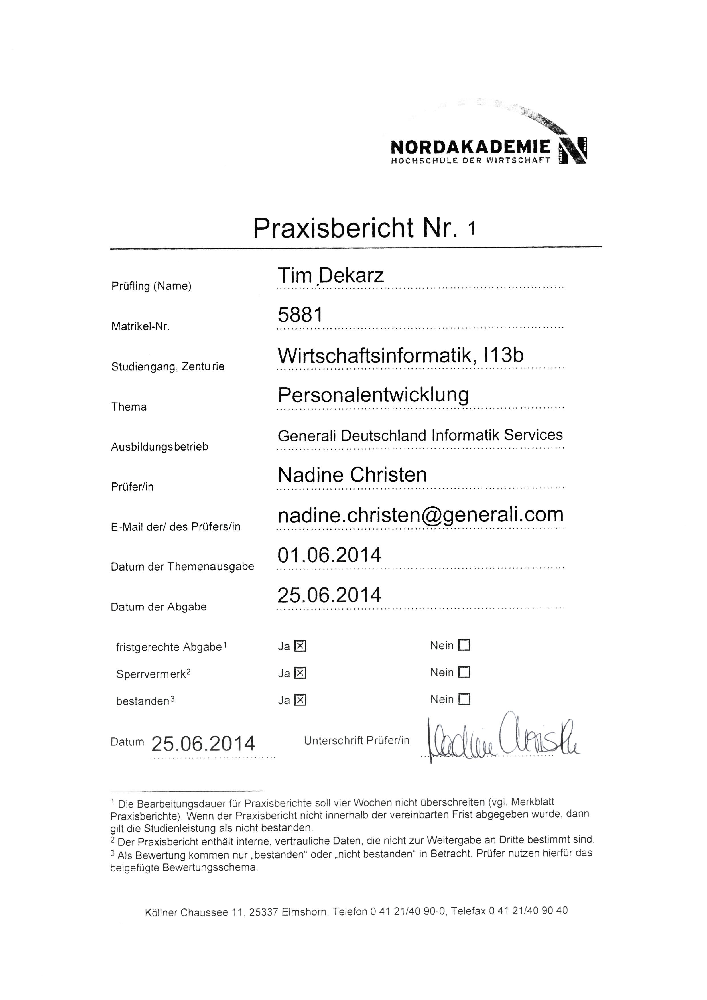 NORDAKADEMIE
HOCHSCHULE DER WIRTSCHAFT
Praxisbericht Nr. 1
Prüfling (Name) Tim Dekarz
Matrikel-Nr. 5881
Studiengang, Zenturie Wirtschaftsinformatik, I13b
Thema Personalentwicklung
Ausbildungsbetrieb Generali Deutschland Informatik Services
Prüfer/in Nadine Christen
E-Mail der/ des Prüfers/in nadine.christen@generali.com
Datum der Themenausgabe 01.06.2014
Datum der Abgabe 25.06.2014
fristgerechte Abgabe¹ Ja ☒ Nein ☐
Sperrvermerk² Ja ☒ Nein ☐
bestanden³ Ja ☒ Nein ☐
Datum 25.06.2014 Unterschrift Prüfer/in Nadine Christen
¹ Die Bearbeitungsdauer für Praxisberichte soll vier Wochen nicht überschreiten (vgl. Merkblatt
Praxisberichte). Wenn der Praxisbericht nicht innerhalb der vereinbarten Frist abgegeben wurde, dann
gilt die Studienleistung als nicht bestanden.
² Der Praxisbericht enthält interne, vertrauliche Daten, die nicht zur Weitergabe an Dritte bestimmt sind.
³ Als Bewertung kommen nur „bestanden“ oder „nicht bestanden“ in Betracht. Prüfer nutzen hierfür das
beigefügte Bewertungsschema.
Köllner Chaussee 11, 25337 Elmshorn, Telefon 0 41 21/40 90-0, Telefax 0 41 21/40 90 40